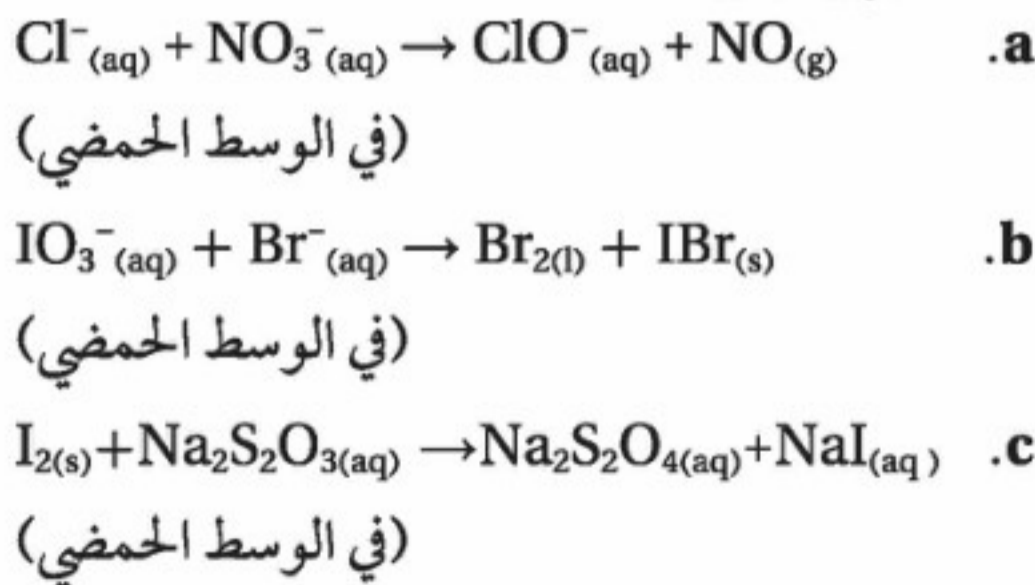 .a Cl⁻(aq) + NO₃⁻(aq) → ClO⁻(aq) + NO(g)
(في الوسط الحمضي)
.b IO₃⁻(aq) + Br⁻(aq) → Br₂(l) + IBr(s)
(في الوسط الحمضي)
.c I₂(s)+Na₂S₂O₃(aq) →Na₂S₂O₄(aq)+NaI(aq )
(في الوسط الحمضي)